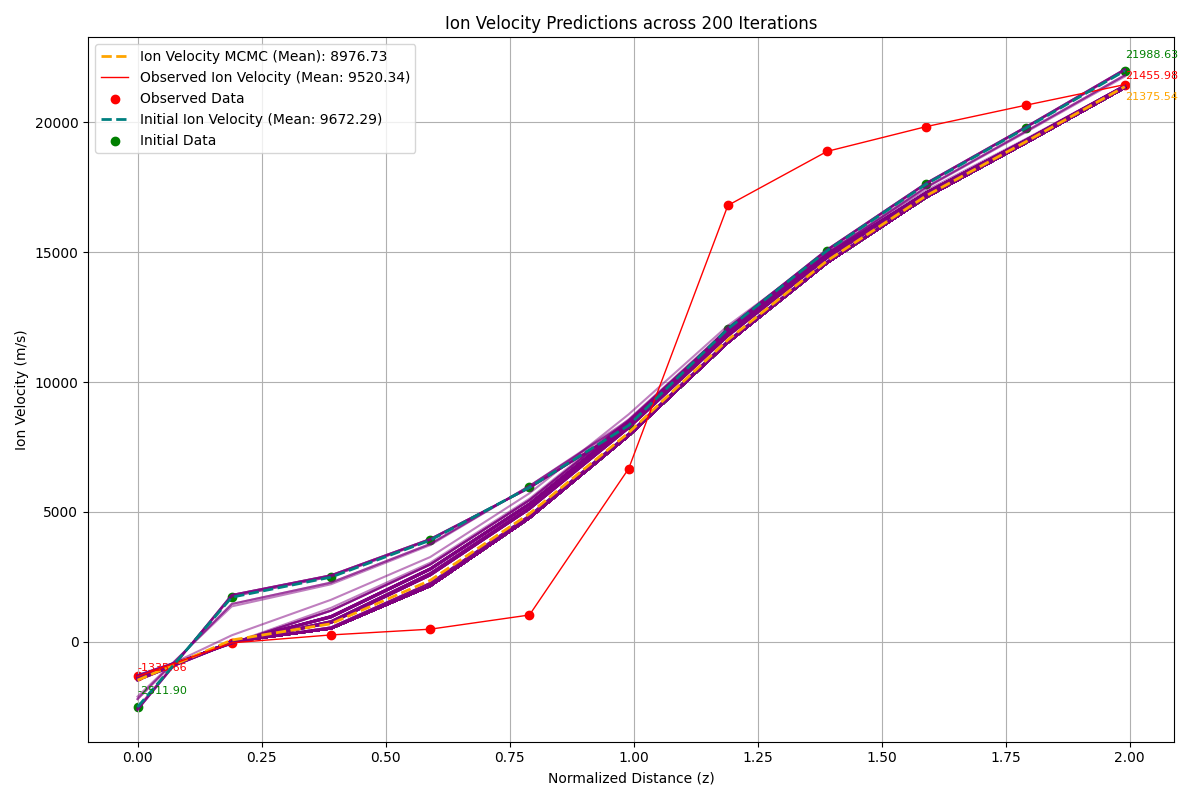 Ion Velocity Predictions across 200 Iterations
Ion Velocity MCMC (Mean): 8976.73
Observed Ion Velocity (Mean: 9520.34)
Observed Data
Initial Ion Velocity (Mean: 9672.29)
Initial Data
21988.63
21455.98
21375.54
20000
15000
10000
5000
0
-2511.90
Ion Velocity (m/s)
0.00
0.25
0.50
0.75
1.00
1.25
1.50
1.75
2.00
Normalized Distance (z)